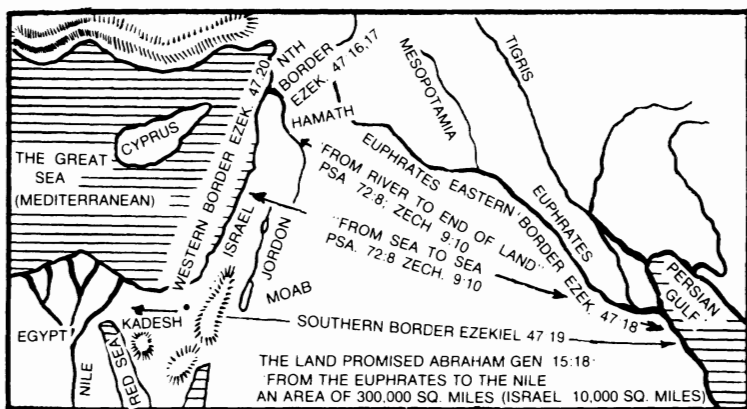 NTH
BORDER
EZEK. 47 16,17
MESOPOTAMIA
TIGRIS
CYPRUS
HAMATH
THE GREAT
SEA
(MEDITERRANEAN)
WESTERN BORDER EZEK. 47.20
EUPHRATES EASTERN BORDER EZEK. 47 18
EUPHRATES
"FROM RIVER TO END OF LAND"
PSA. 72:8; ZECH. 9:10
"FROM SEA TO SEA
PSA. 72:8 ZECH. 9:10
ISRAEL
JORDON
MOAB
PERSIAN
GULF
EGYPT
KADESH
SOUTHERN BORDER EZEKIEL 47 19
NILE
RED SEA
THE LAND PROMISED ABRAHAM GEN 15:18
FROM THE EUPHRATES TO THE NILE
AN AREA OF 300,000 SQ. MILES (ISRAEL 10,000 SQ. MILES)